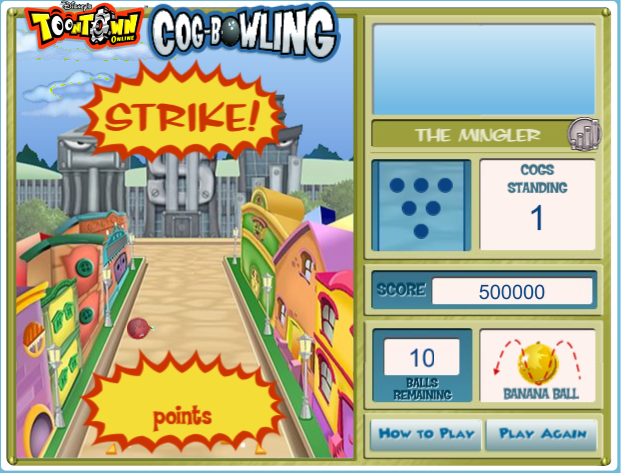 Disney's
TOONTOWN
ONLINE
COG-BOWLING
STRIKE!
points
THE MINGLER
COGS
STANDING
1
SCORE 500000
10
BALLS
REMAINING
BANANA BALL
HOW TO PLAY
PLAY AGAIN